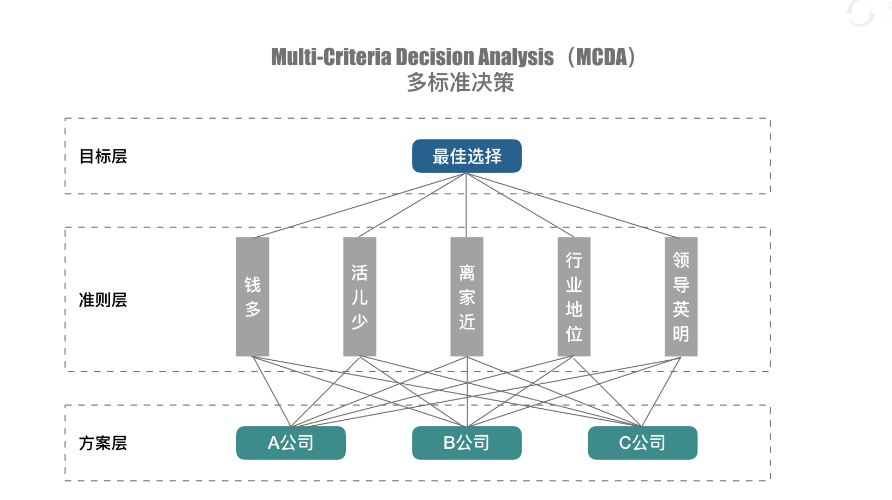 Multi-Criteria Decision Analysis（MCDA）
多标准决策
目标层
最佳选择
准则层
钱多
活儿少
离家近
行业地位
领导英明
方案层
A公司
B公司
C公司